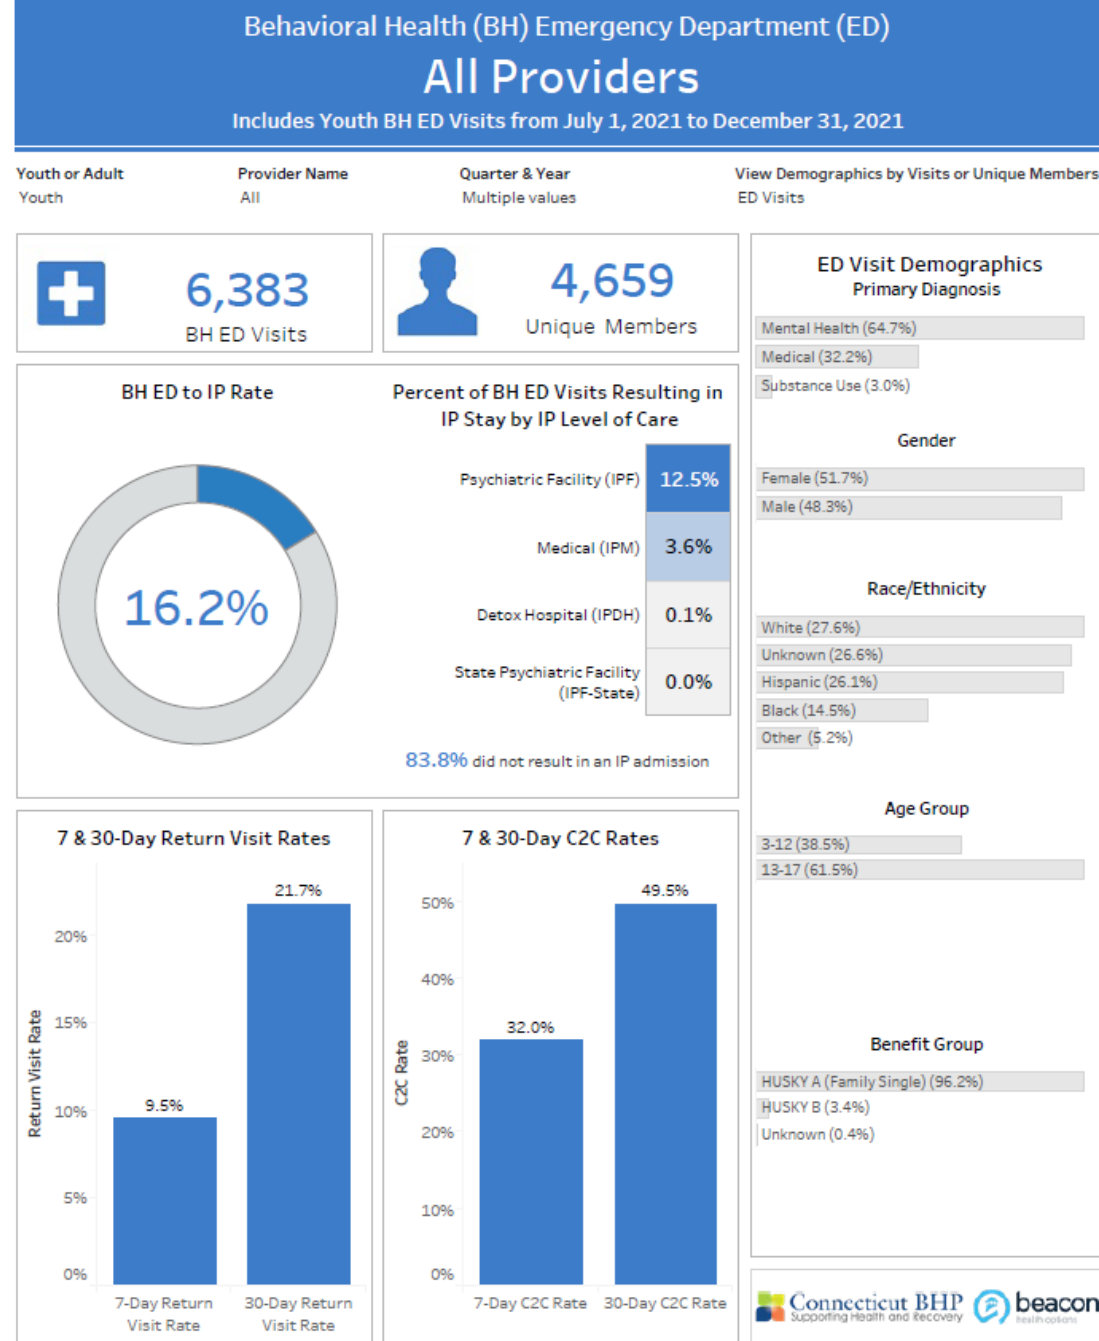 Behavioral Health (BH) Emergency Department (ED)
All Providers
Includes Youth BH ED Visits from July 1, 2021 to December 31, 2021
Youth or Adult
Youth
Provider Name
All
Quarter & Year
Multiple values
View Demographics by Visits or Unique Members
ED Visits
6,383
BH ED Visits
4,659
Unique Members
BH ED to IP Rate
16.2%
Percent of BH ED Visits Resulting in
IP Stay by IP Level of Care
Psychiatric Facility (IPF) 12.5%
Medical (IPM) 3.6%
Detox Hospital (IPDH) 0.1%
State Psychiatric Facility
(IPF-State) 0.0%
83.8% did not result in an IP admission
7 & 30-Day Return Visit Rates
Return Visit Rate
20%
15%
10%
5%
0%
9.5%
21.7%
7-Day Return
Visit Rate
30-Day Return
Visit Rate
7 & 30-Day C2C Rates
C2C Rate
50%
40%
30%
20%
10%
0%
32.0%
49.5%
7-Day C2C Rate
30-Day C2C Rate
ED Visit Demographics
Primary Diagnosis
Mental Health (64.7%)
Medical (32.2%)
Substance Use (3.0%)
Gender
Female (51.7%)
Male (48.3%)
Race/Ethnicity
White (27.6%)
Unknown (26.6%)
Hispanic (26.1%)
Black (14.5%)
Other (5.2%)
Age Group
3-12 (38.5%)
13-17 (61.5%)
Benefit Group
HUSKY A (Family Single) (96.2%)
HUSKY B (3.4%)
Unknown (0.4%)
Connecticut BHP
Supporting Health and Recovery
beacon
health options